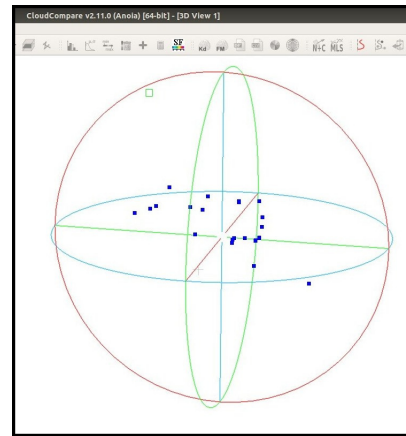 CloudCompare v2.11.0 (Anoia) [64-bit] - [3D View 1]
SF Kd FM N+C MLS S